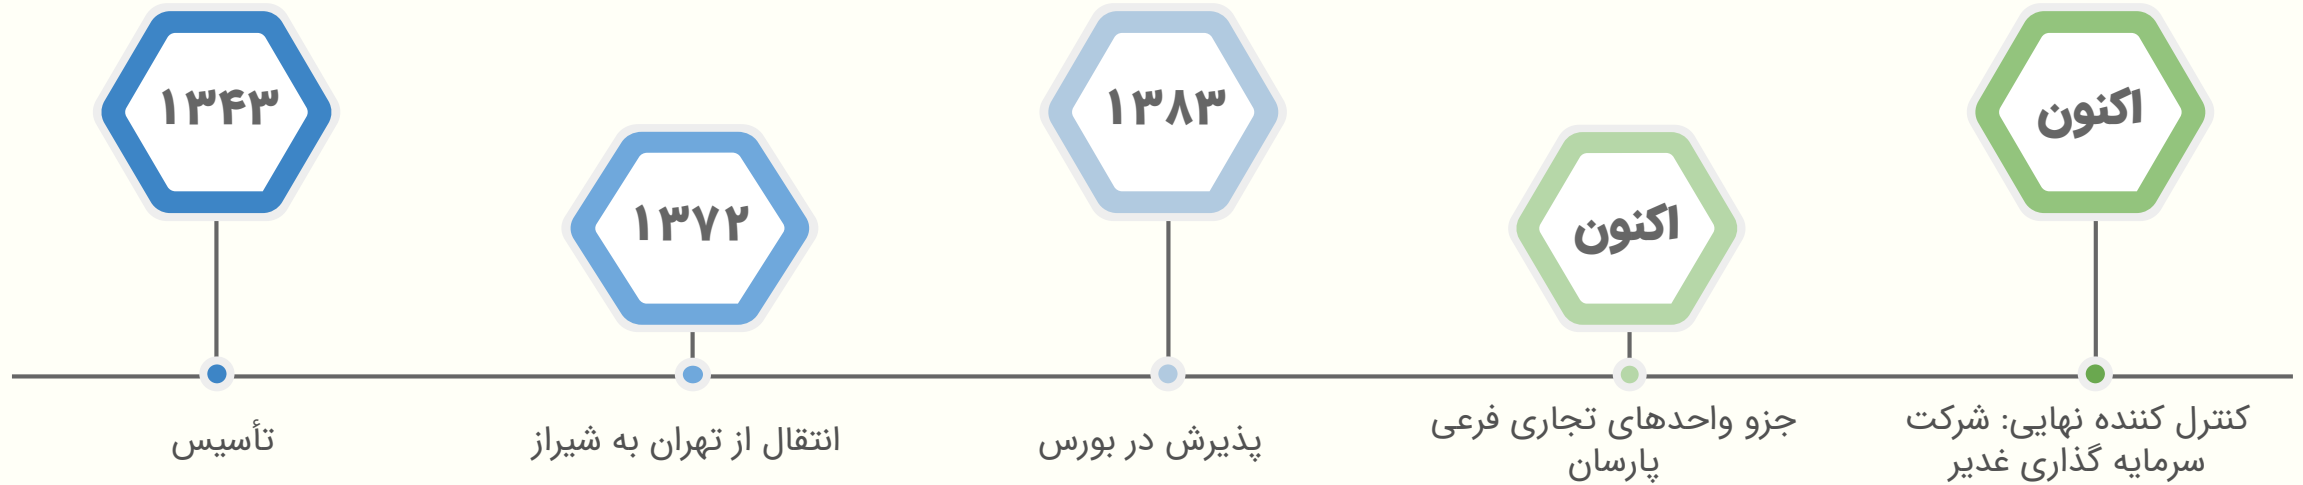 ۱۳۴۳
تأسیس
۱۳۷۲
انتقال از تهران به شیراز
۱۳۸۳
پذیرش در بورس
اکنون
جزو واحدهای تجاری فرعی
پارسان
اکنون
کنترل کننده نهایی: شرکت
سرمایه گذاری غدیر